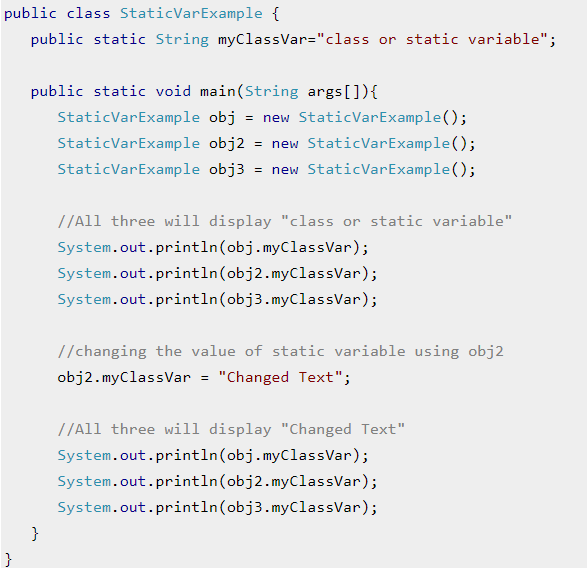 public class StaticVarExample {
   public static String myClassVar="class or static variable";

   public static void main(String args[]){
      StaticVarExample obj = new StaticVarExample();
      StaticVarExample obj2 = new StaticVarExample();
      StaticVarExample obj3 = new StaticVarExample();

      //All three will display "class or static variable"
      System.out.println(obj.myClassVar);
      System.out.println(obj2.myClassVar);
      System.out.println(obj3.myClassVar);

      //changing the value of static variable using obj2
      obj2.myClassVar = "Changed Text";

      //All three will display "Changed Text"
      System.out.println(obj.myClassVar);
      System.out.println(obj2.myClassVar);
      System.out.println(obj3.myClassVar);
   }
}